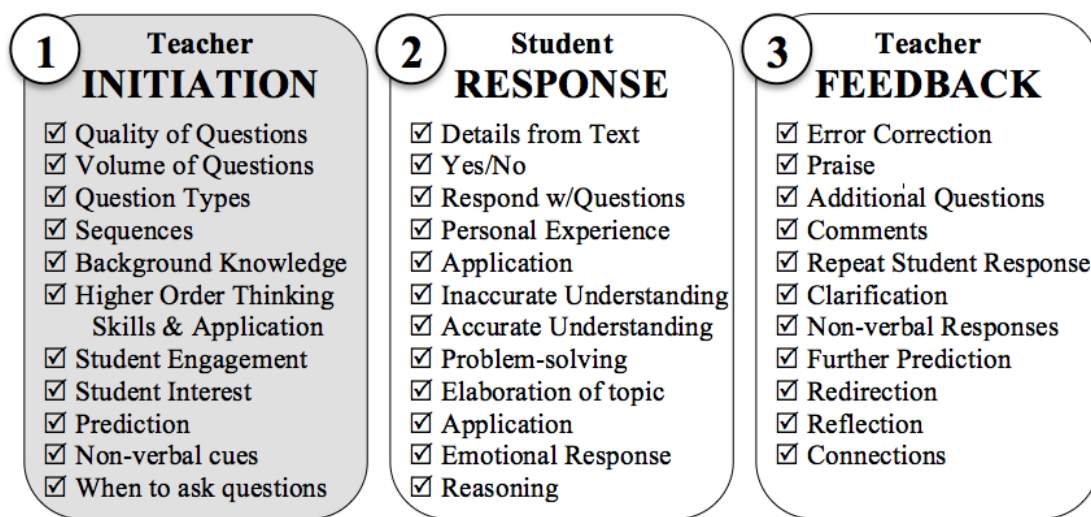 1
Teacher
INITIATION
☑ Quality of Questions
☑ Volume of Questions
☑ Question Types
☑ Sequences
☑ Background Knowledge
☑ Higher Order Thinking
Skills & Application
☑ Student Engagement
☑ Student Interest
☑ Prediction
☑ Non-verbal cues
☑ When to ask questions
2
Student
RESPONSE
☑ Details from Text
☑ Yes/No
☑ Respond w/Questions
☑ Personal Experience
☑ Application
☑ Inaccurate Understanding
☑ Accurate Understanding
☑ Problem-solving
☑ Elaboration of topic
☑ Application
☑ Emotional Response
☑ Reasoning
3
Teacher
FEEDBACK
☑ Error Correction
☑ Praise
☑ Additional Questions
☑ Comments
☑ Repeat Student Response
☑ Clarification
☑ Non-verbal Responses
☑ Further Prediction
☑ Redirection
☑ Reflection
☑ Connections